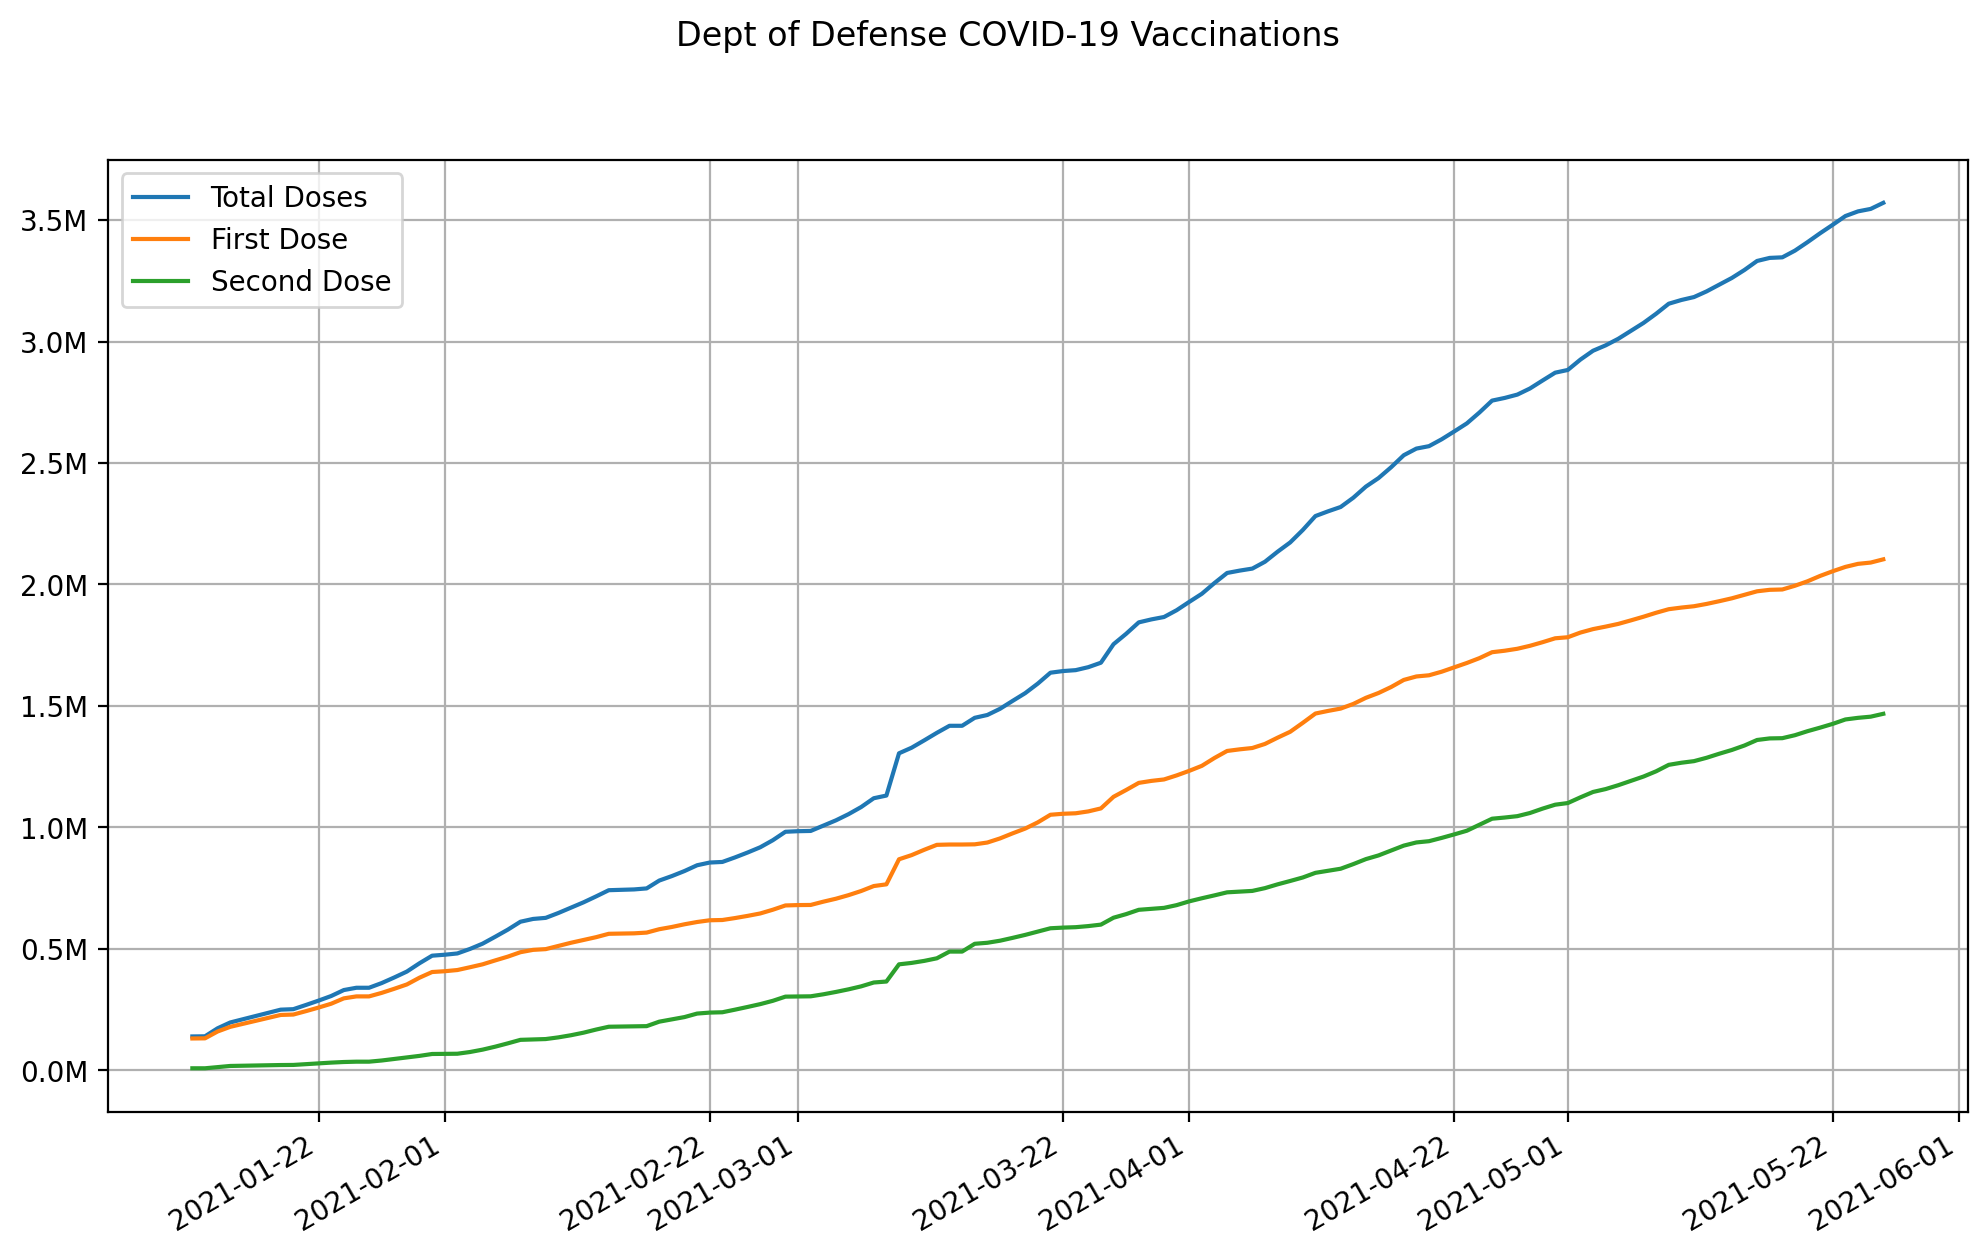 Dept of Defense COVID-19 Vaccinations
Total Doses
First Dose
Second Dose
3.5M
3.0M
2.5M
2.0M
1.5M
1.0M
0.5M
0.0M
2021-01-22
2021-02-01
2021-02-22
2021-03-01
2021-03-22
2021-04-01
2021-04-22
2021-05-01
2021-05-22
2021-06-01